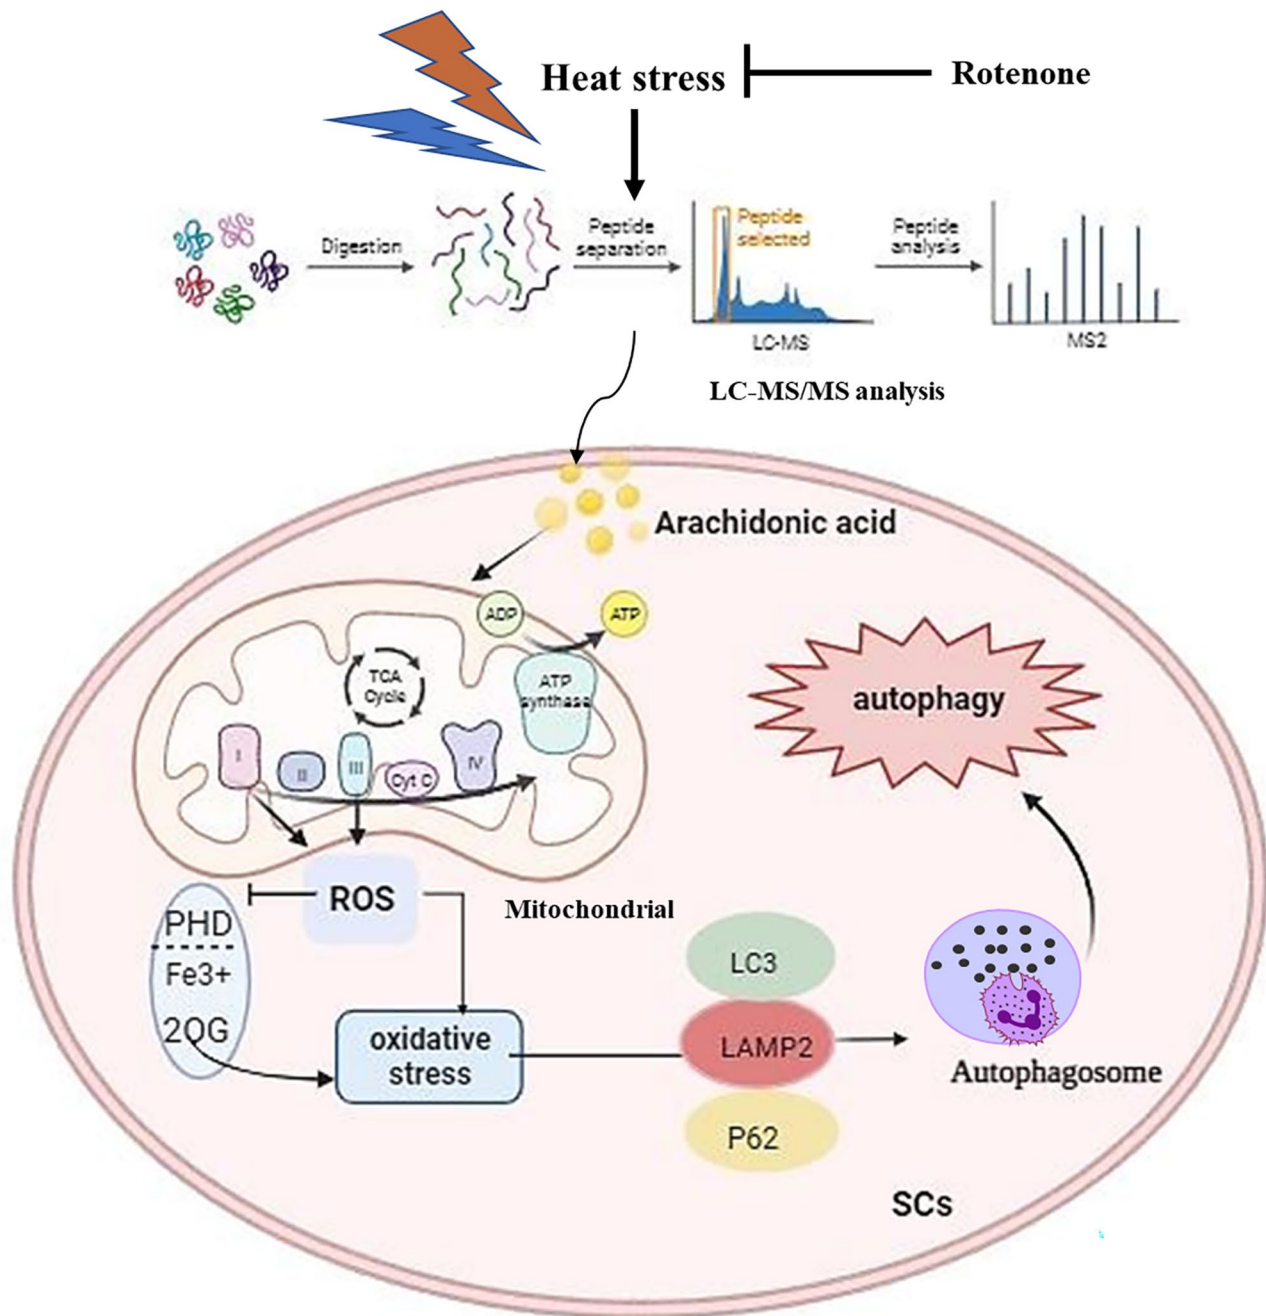 Heat stress
Rotenone
Digestion
Peptide
separation
Peptide
selected
LC-MS
Peptide
analysis
MS2
LC-MS/MS analysis
Arachidonic acid
ADP
ATP
TCA
Cycle
ATP
synthase
I
II
III
Cyt C
IV
autophagy
ROS
Mitochondrial
PHD
Fe3+
2OG
oxidative
stress
LC3
LAMP2
P62
Autophagosome
SCs